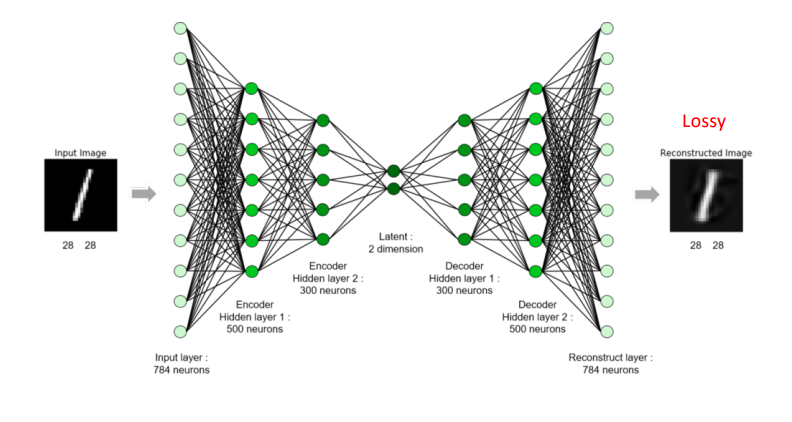 Lossy
Input Image
28 28
Reconstructed Image
28 28
Latent :
2 dimension
Encoder
Hidden layer 2 :
300 neurons
Decoder
Hidden layer 1 :
300 neurons
Encoder
Hidden layer 1 :
500 neurons
Decoder
Hidden layer 2 :
500 neurons
Input layer :
784 neurons
Reconstruct layer :
784 neurons